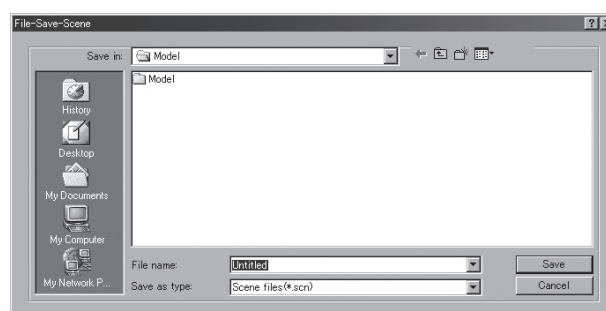 File-Save-Scene
Save in: Model
Model
History
Desktop
My Documents
My Computer
My Network P...
File name: Untitled
Save
Save as type: Scene files(*.scn)
Cancel